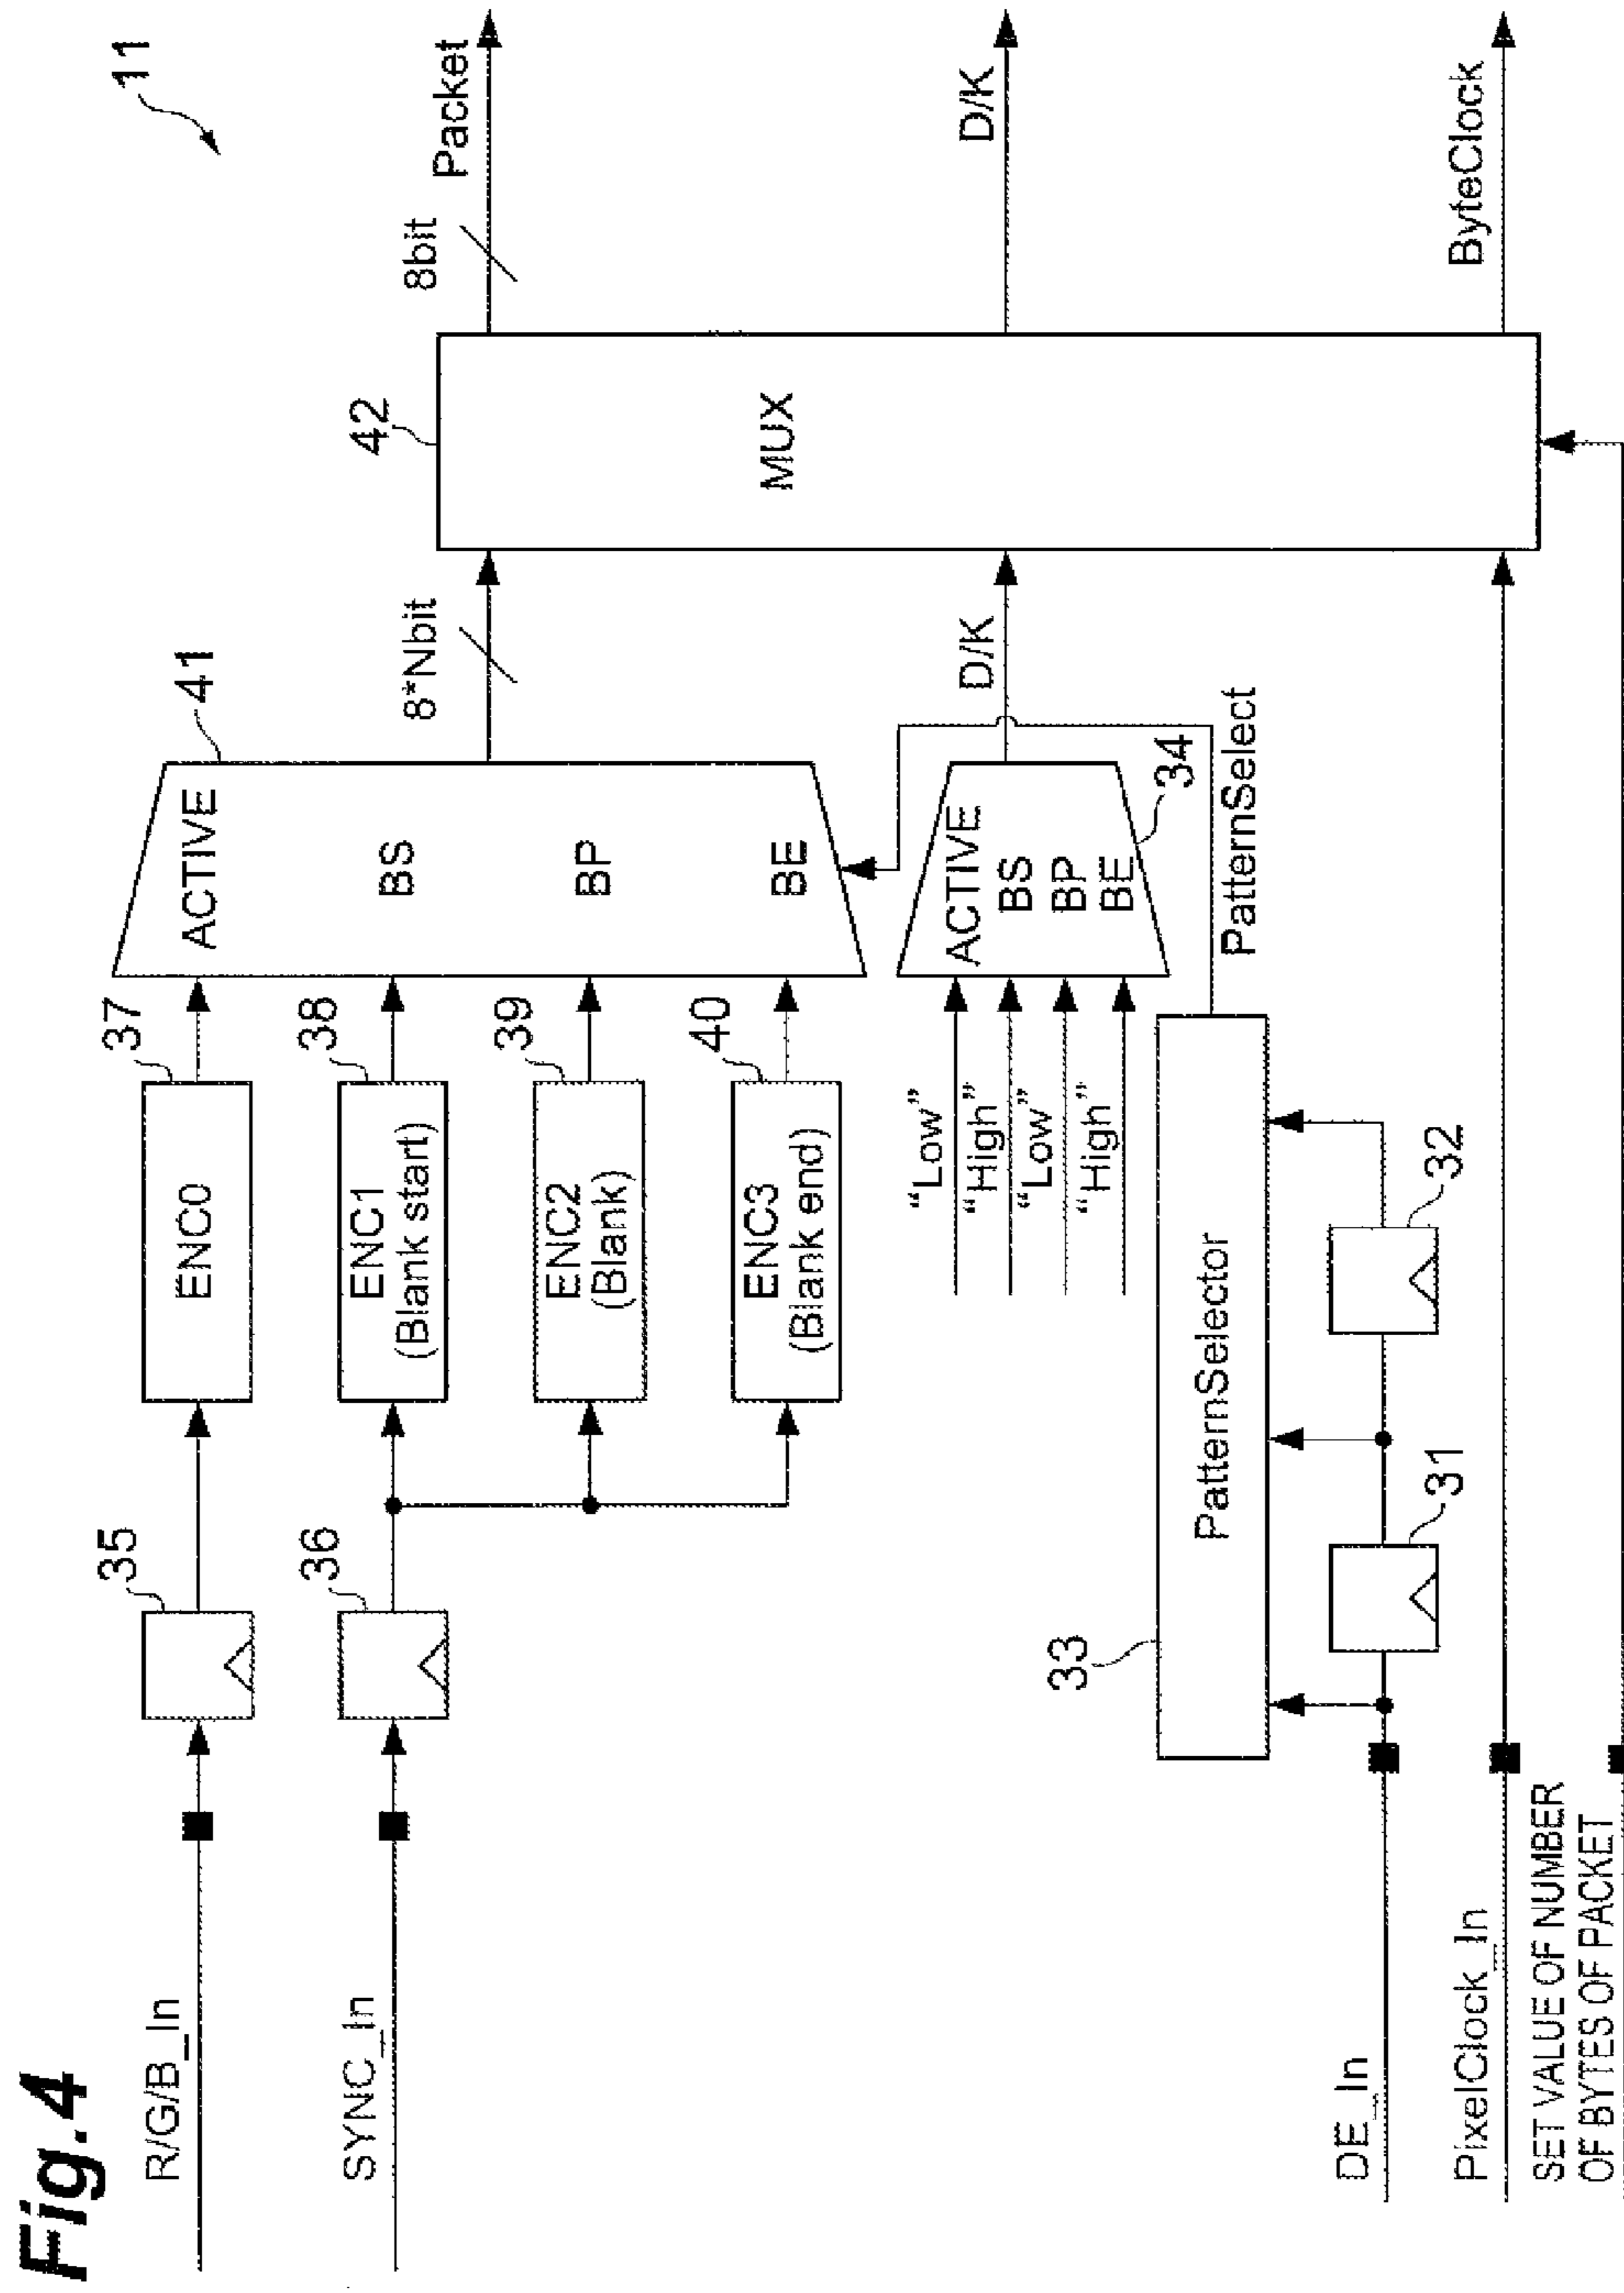 Fig.4
11
R/G/B_In
35
ENC0
37
ACTIVE
41
8*Nbit
42
8bit
Packet
SYNC_In
36
ENC1
(Blank start)
38
BS
ENC2
(Blank)
39
BP
ENC3
(Blank end)
40
BE
MUX
"Low"
"High"
"Low"
"High"
ACTIVE
BS
BP
BE
34
D/K
D/K
33
PatternSelector
PatternSelect
DE_In
31
32
PixelClock_In
ByteClock
SET VALUE OF NUMBER
OF BYTES OF PACKET